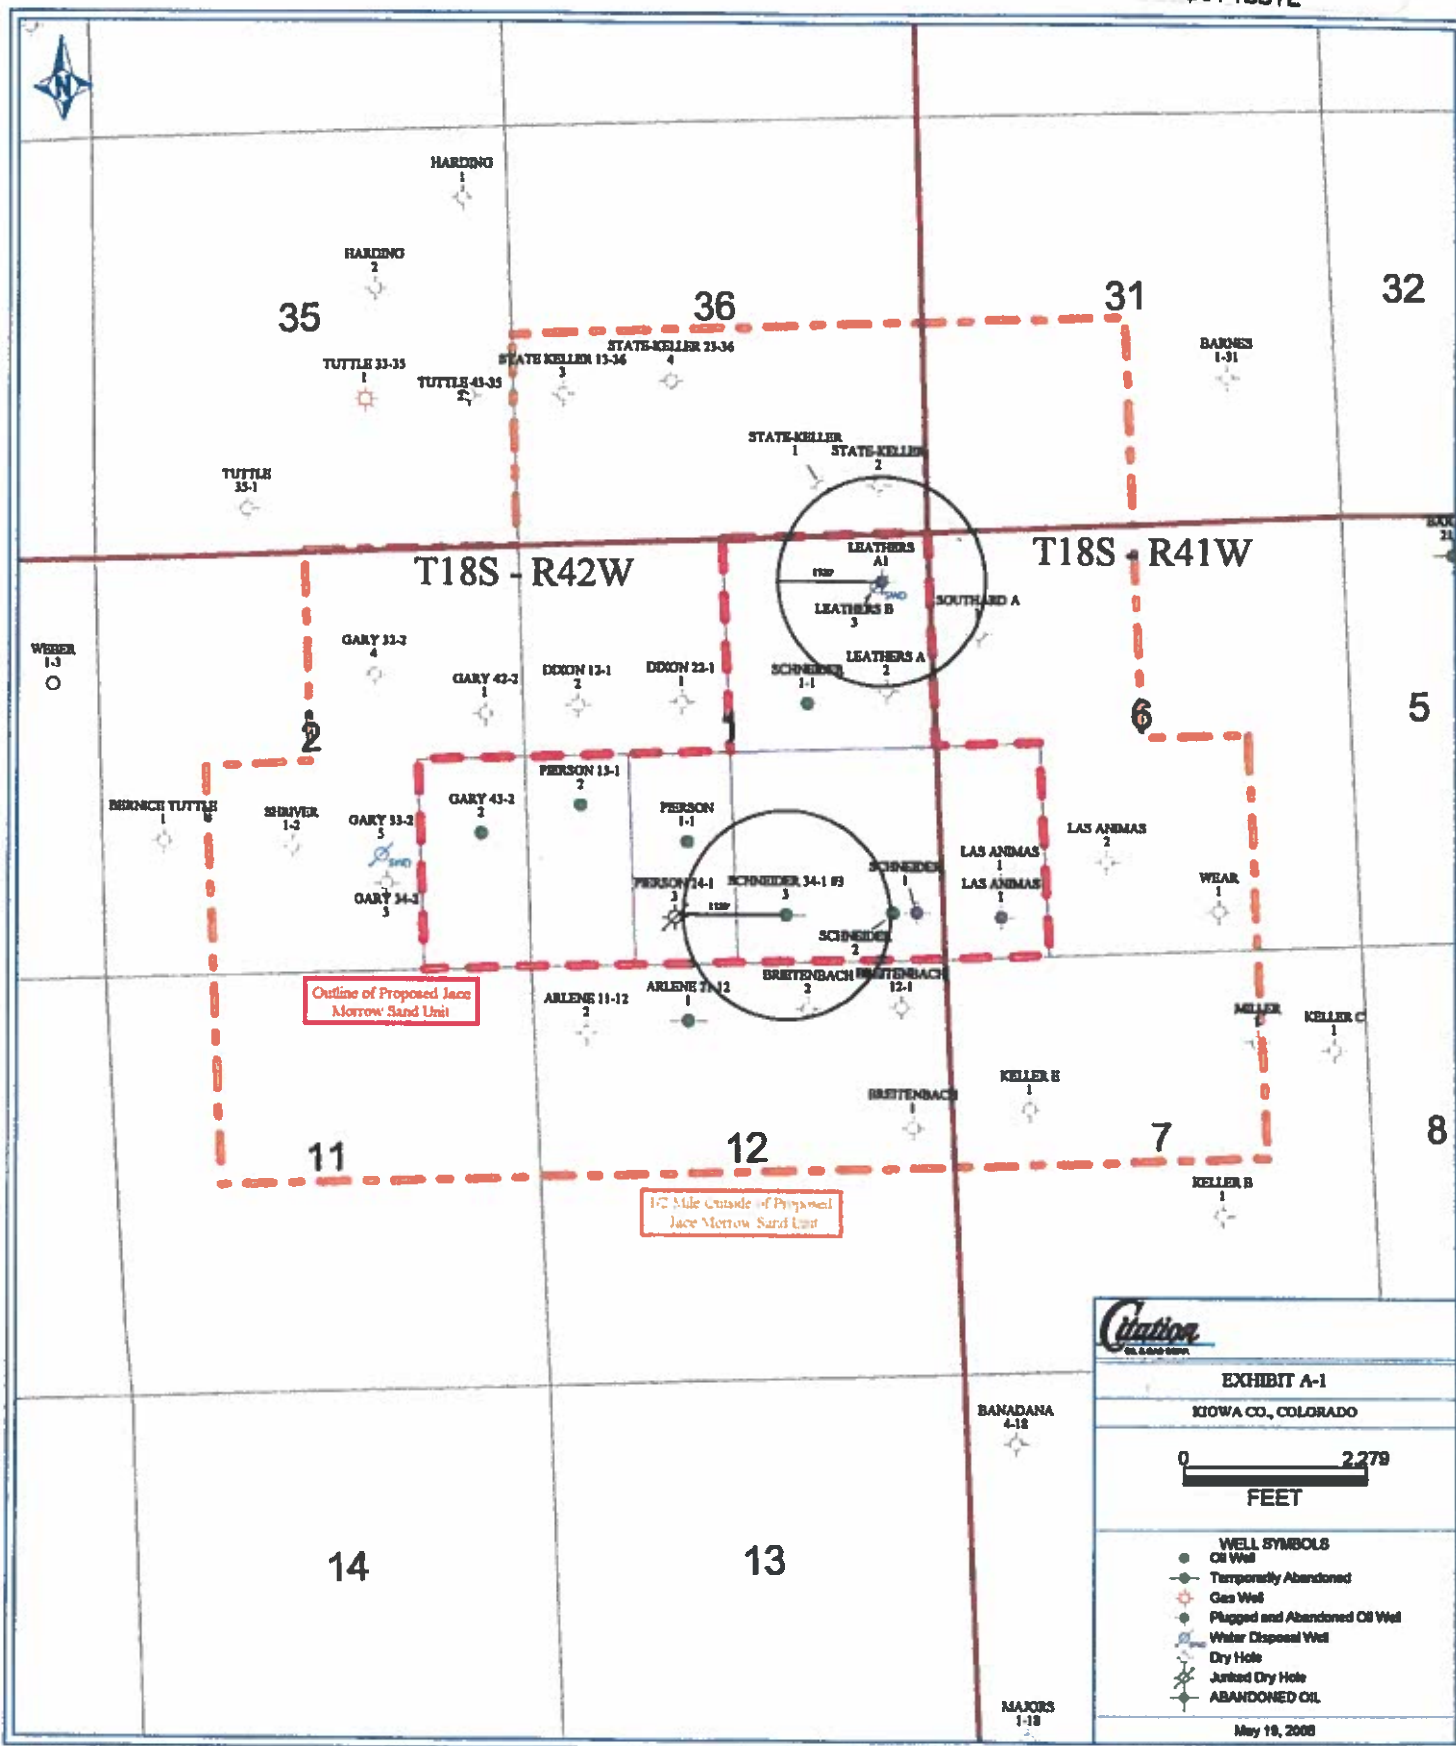 N
HARDING
1
HARDING
2
35
36
31
32
TUTTLE 33-35
1
TUTTLE 43-35
STATE KELLER 13-36
3
STATE-KELLER 23-36
4
BARNES
1-31
STATE-KELLER
1
STATE-KELLER
2
TUTTLE
35-1
T18S - R42W
T18S - R41W
LEATHERS
A1
SWD
LEATHERS B
3
SOUTHARD A
1
WEBER
1-3
GARY 32-2
4
GARY 42-2
1
DIXON 12-1
2
DIXON 22-1
1
SCHNEIDER
1-1
LEATHERS A
2
2
1
6
5
BERNICE TUTTLE
1
SHRIVER
1-2
GARY 33-2
5
SWD
GARY 34-2
3
GARY 43-2
2
PIERSON 13-1
2
PIERSON
1-1
PIERSON 14-1
3
SCHNEIDER 34-1 #3
3
SCHNEIDER
1
SCHNEIDER
2
LAS ANIMAS
1
LAS ANIMAS
1
LAS ANIMAS
2
WEAR
1
Outline of Proposed Jace
Morrow Sand Unit
ARLENE 11-12
2
ARLENE 21-12
1
BREITENBACH
2
BREITENBACH
12-1
MILLER
1
KELLER C
1
BREITENBACH
1
KELLER E
1
11
12
7
8
1/2 Mile Outside of Proposed
Jace Morrow Sand Unit
KELLER B
1
BANADANA
4-18
14
13
MAJORS
1-18
Citation
OIL & GAS CORP.
EXHIBIT A-1
KIOWA CO., COLORADO
0 2,279
FEET
WELL SYMBOLS
Oil Well
Temporarily Abandoned
Gas Well
Plugged and Abandoned Oil Well
Water Disposal Well
Dry Hole
Junked Dry Hole
ABANDONED OIL
May 19, 2008